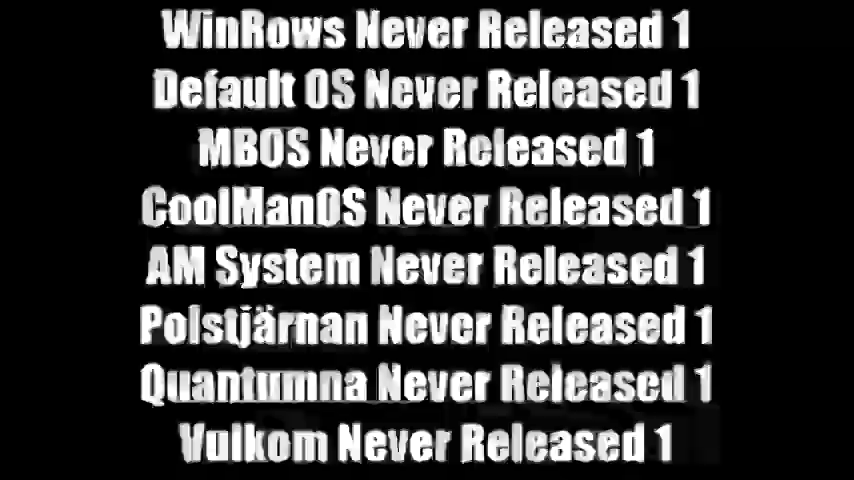 WinRows Never Released 1
Default OS Never Released 1
MBOS Never Released 1
CoolManOS Never Released 1
AM System Never Released 1
Polstjärnan Never Released 1
Quantumna Never Released 1
Vulkom Never Released 1